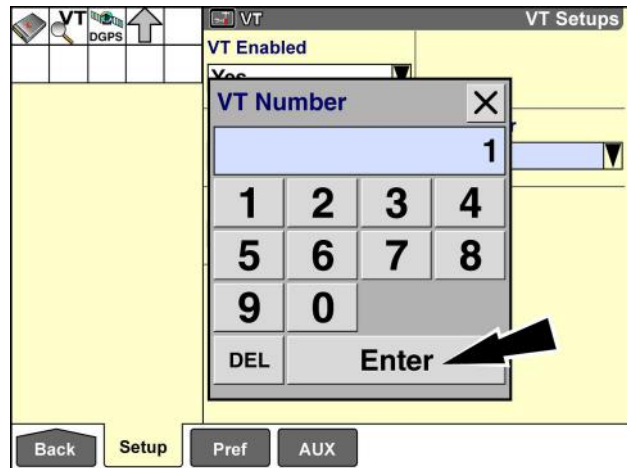 VT
DGPS
VT
VT Setups
VT Enabled
Yes
VT Number
X
1
1 2 3 4
5 6 7 8
9 0
DEL Enter
Back Setup Pref AUX